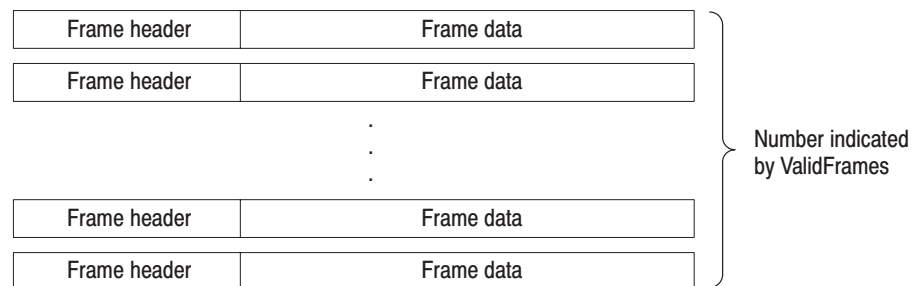 Frame header Frame data
Frame header Frame data
.
.
.
Number indicated
by ValidFrames
Frame header Frame data
Frame header Frame data